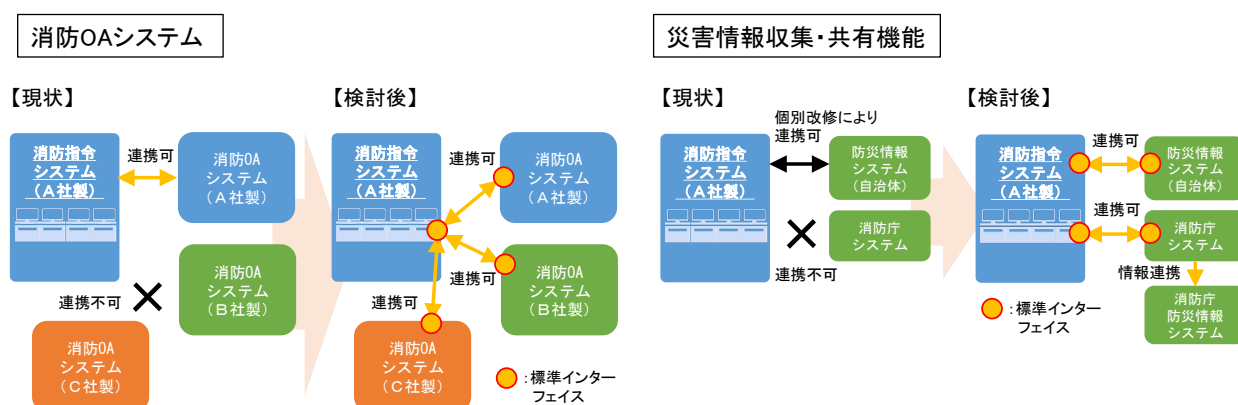 消防OAシステム
【現状】
消防指令
システム
(A社製)
連携可
消防OA
システム
(A社製)
連携不可
消防OA
システム
(B社製)
消防OA
システム
(C社製)
【検討後】
消防指令
システム
(A社製)
連携可
消防OA
システム
(A社製)
連携可
消防OA
システム
(B社製)
連携可
消防OA
システム
(C社製)
:標準インター
フェイス
災害情報収集・共有機能
【現状】
消防指令
システム
(A社製)
個別改修により
連携可
防災情報
システム
(自治体)
消防庁
システム
連携不可
【検討後】
消防指令
システム
(A社製)
連携可
防災情報
システム
(自治体)
連携可
消防庁
システム
情報連携
消防庁
防災情報
システム
:標準インター
フェイス